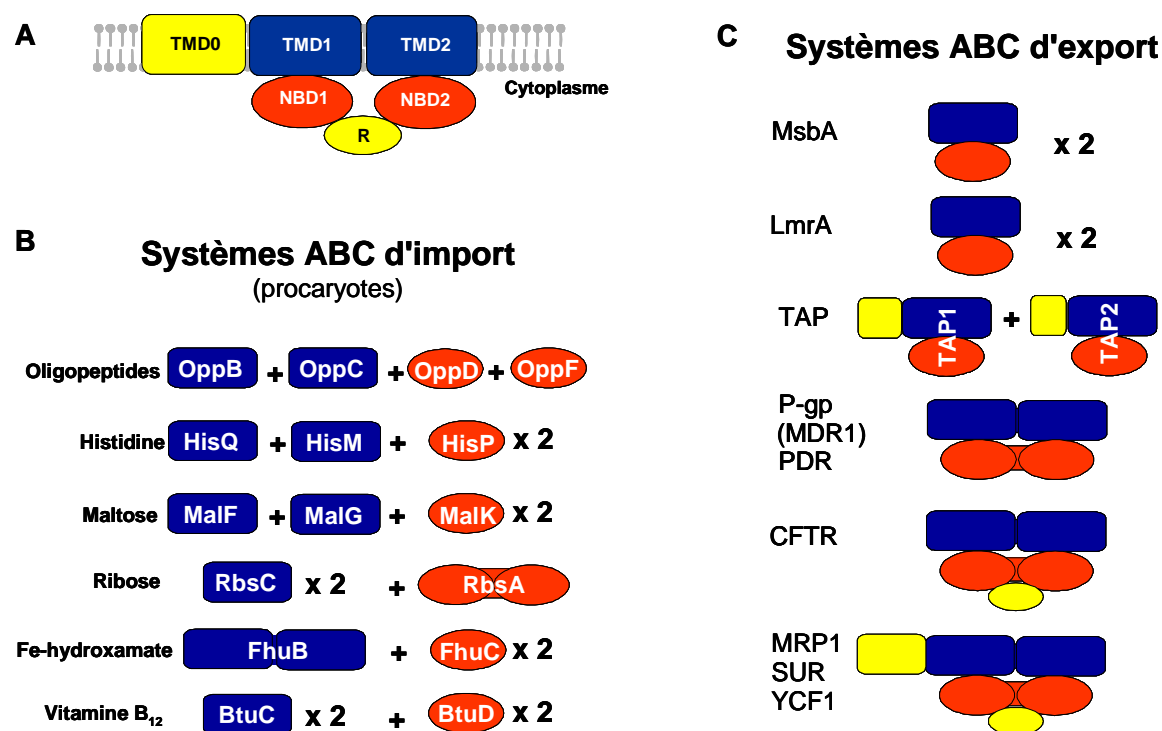 A
TMD0 TMD1 TMD2
NBD1 NBD2
Cytoplasme
R
B
Systèmes ABC d'import
(procaryotes)
Oligopeptides OppB + OppC + OppD + OppF
Histidine HisQ + HisM + HisP x 2
Maltose MalF + MalG + MalK x 2
Ribose RbsC x 2 + RbsA
Fe-hydroxamate FhuB + FhuC x 2
Vitamine B₁₂ BtuC x 2 + BtuD x 2
C
Systèmes ABC d'export
MsbA x 2
LmrA x 2
TAP TAP1 + TAP2
P-gp
(MDR1)
PDR
CFTR
MRP1
SUR
YCF1